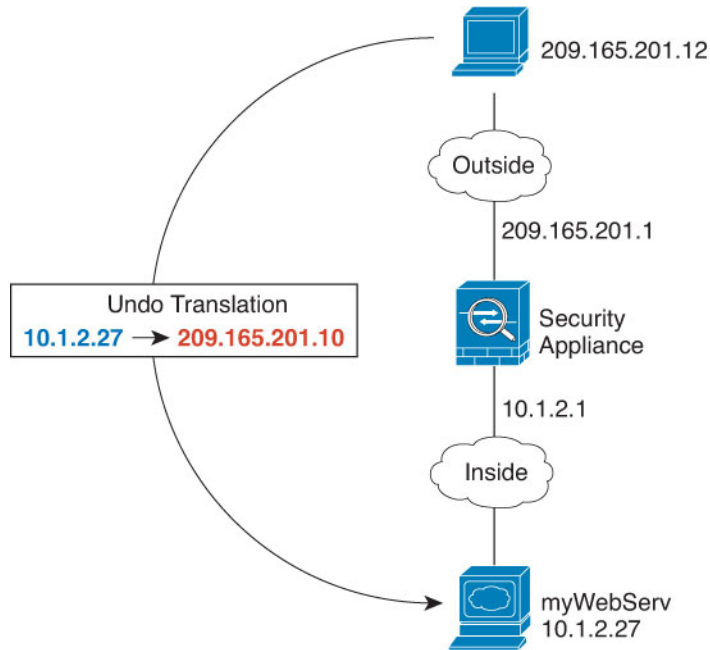 209.165.201.12
Outside
209.165.201.1
Undo Translation
10.1.2.27 → 209.165.201.10
Security
Appliance
10.1.2.1
Inside
myWebServ
10.1.2.27